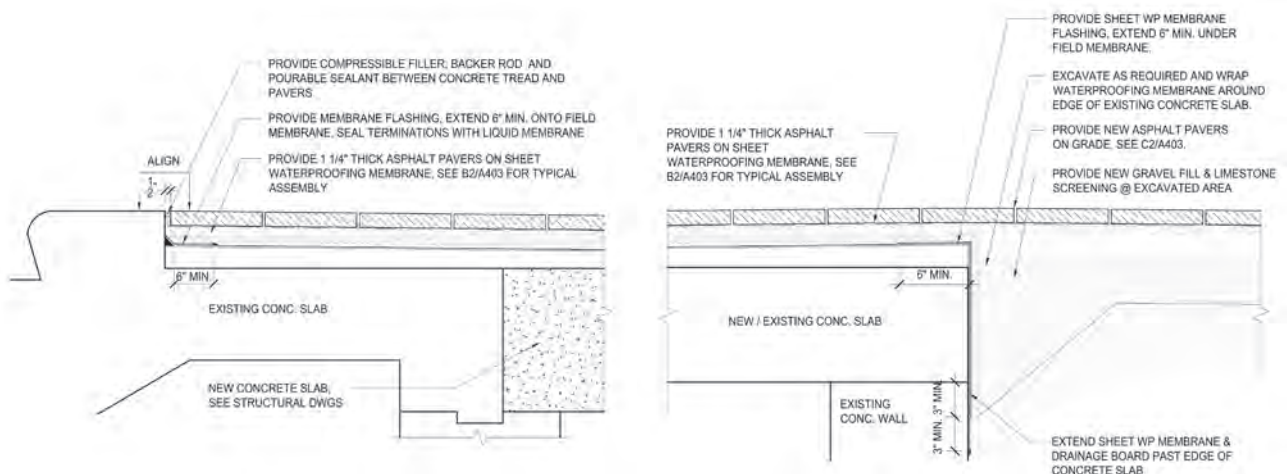 PROVIDE COMPRESSIBLE FILLER, BACKER ROD AND
POURABLE SEALANT BETWEEN CONCRETE TREAD AND
PAVERS
PROVIDE MEMBRANE FLASHING, EXTEND 6" MIN. ONTO FIELD
MEMBRANE, SEAL TERMINATIONS WITH LIQUID MEMBRANE
PROVIDE 1 1/4" THICK ASPHALT PAVERS ON SHEET
WATERPROOFING MEMBRANE, SEE B2/A403 FOR TYPICAL
ASSEMBLY
ALIGN
1"
2
6" MIN
EXISTING CONC. SLAB
NEW CONCRETE SLAB,
SEE STRUCTURAL DWGS
PROVIDE 1 1/4" THICK ASPHALT
PAVERS ON SHEET
WATERPROOFING MEMBRANE, SEE
B2/A403 FOR TYPICAL ASSEMBLY
PROVIDE SHEET WP MEMBRANE
FLASHING, EXTEND 6" MIN. UNDER
FIELD MEMBRANE.
EXCAVATE AS REQUIRED AND WRAP
WATERPROOFING MEMBRANE AROUND
EDGE OF EXISTING CONCRETE SLAB.
PROVIDE NEW ASPHALT PAVERS
ON GRADE, SEE C2/A403.
PROVIDE NEW GRAVEL FILL & LIMESTONE
SCREENING @ EXCAVATED AREA
6" MIN.
NEW / EXISTING CONC. SLAB
EXISTING
CONC. WALL
3" MIN.
3" MIN.
EXTEND SHEET WP MEMBRANE &
DRAINAGE BOARD PAST EDGE OF
CONCRETE SLAB